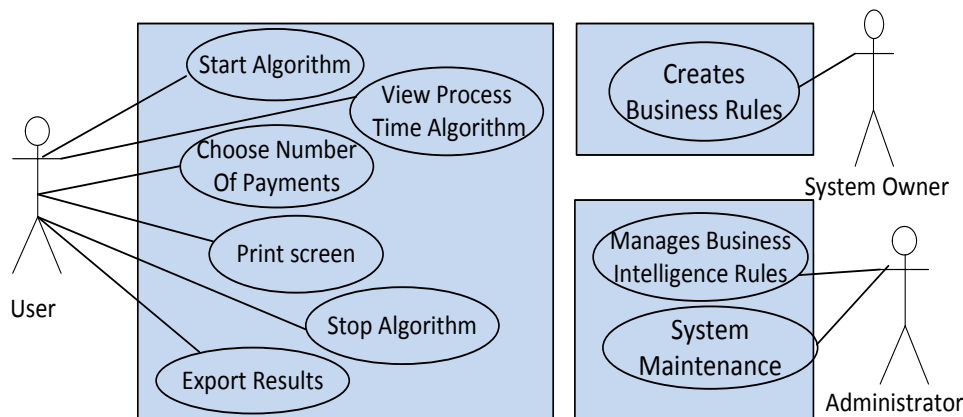 Start Algorithm
View Process
Time Algorithm
Choose Number
Of Payments
Print screen
Stop Algorithm
Export Results
User
Creates
Business Rules
System Owner
Manages Business
Intelligence Rules
System
Maintenance
Administrator